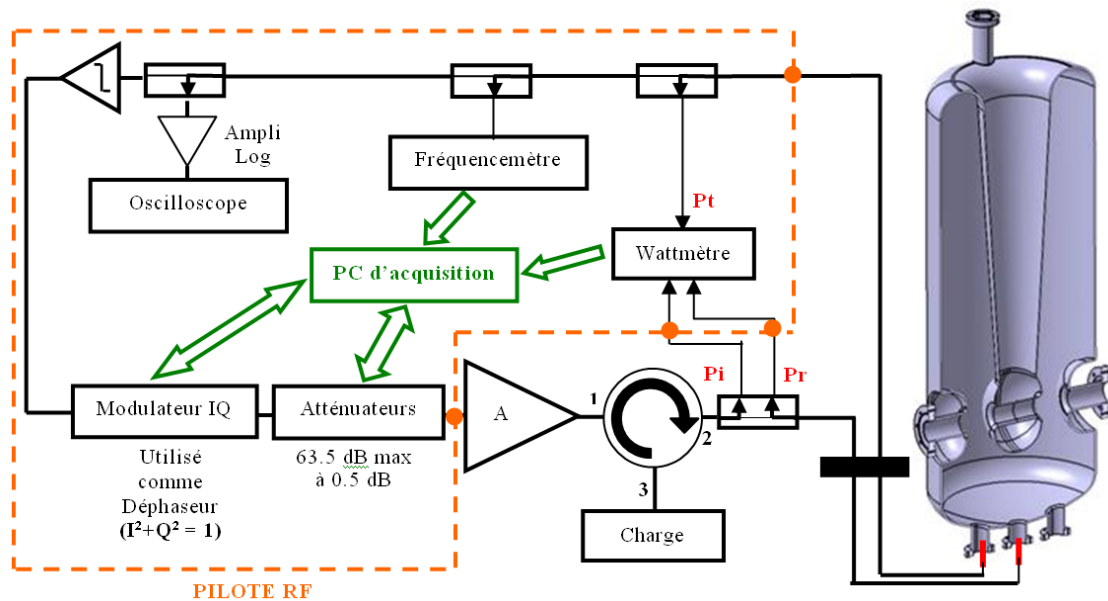 Ampli
Log
Oscilloscope
Fréquencemètre
Pt
Wattmètre
PC d'acquisition
Pi
Pr
Modulateur IQ
Atténuateurs
A
1
2
3
Utilisé
comme
Déphaseur
(I²+Q² = 1)
63.5 dB max
à 0.5 dB
Charge
PILOTE RF